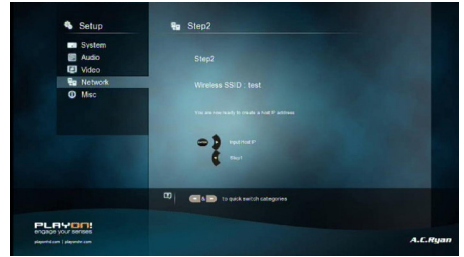 Setup
Step2
System
Audio
Video
Network
Misc
Step2
Wireless SSID : test
You are now ready to create a host IP address
Input Host IP
Step1
&
to quick switch categories
PLAYON!
engage your senses
playonhd.com | playonhd.com
A.C.Ryan